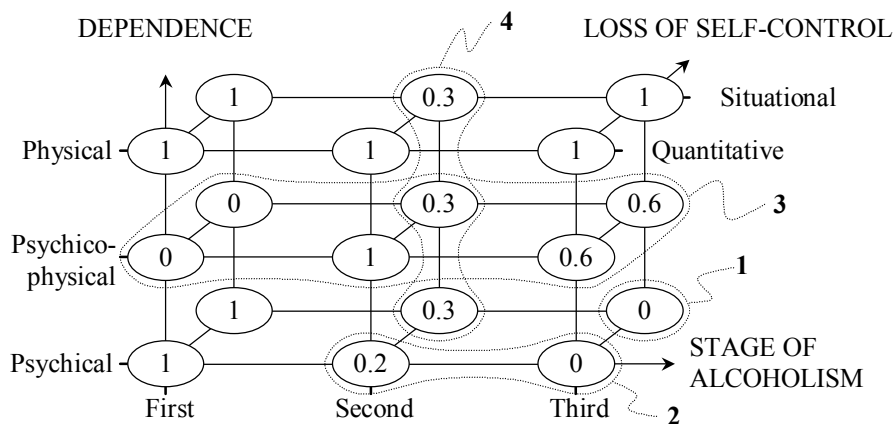 DEPENDENCE
4
LOSS OF SELF-CONTROL
1 0.3 1 Situational
Physical 1 1 1 Quantitative
0 0.3 0.6
3
Psychico-
physical
0 1 0.6
1
1 0.3 0
Psychical 1 0.2 0
STAGE OF
ALCOHOLISM
First Second Third
2